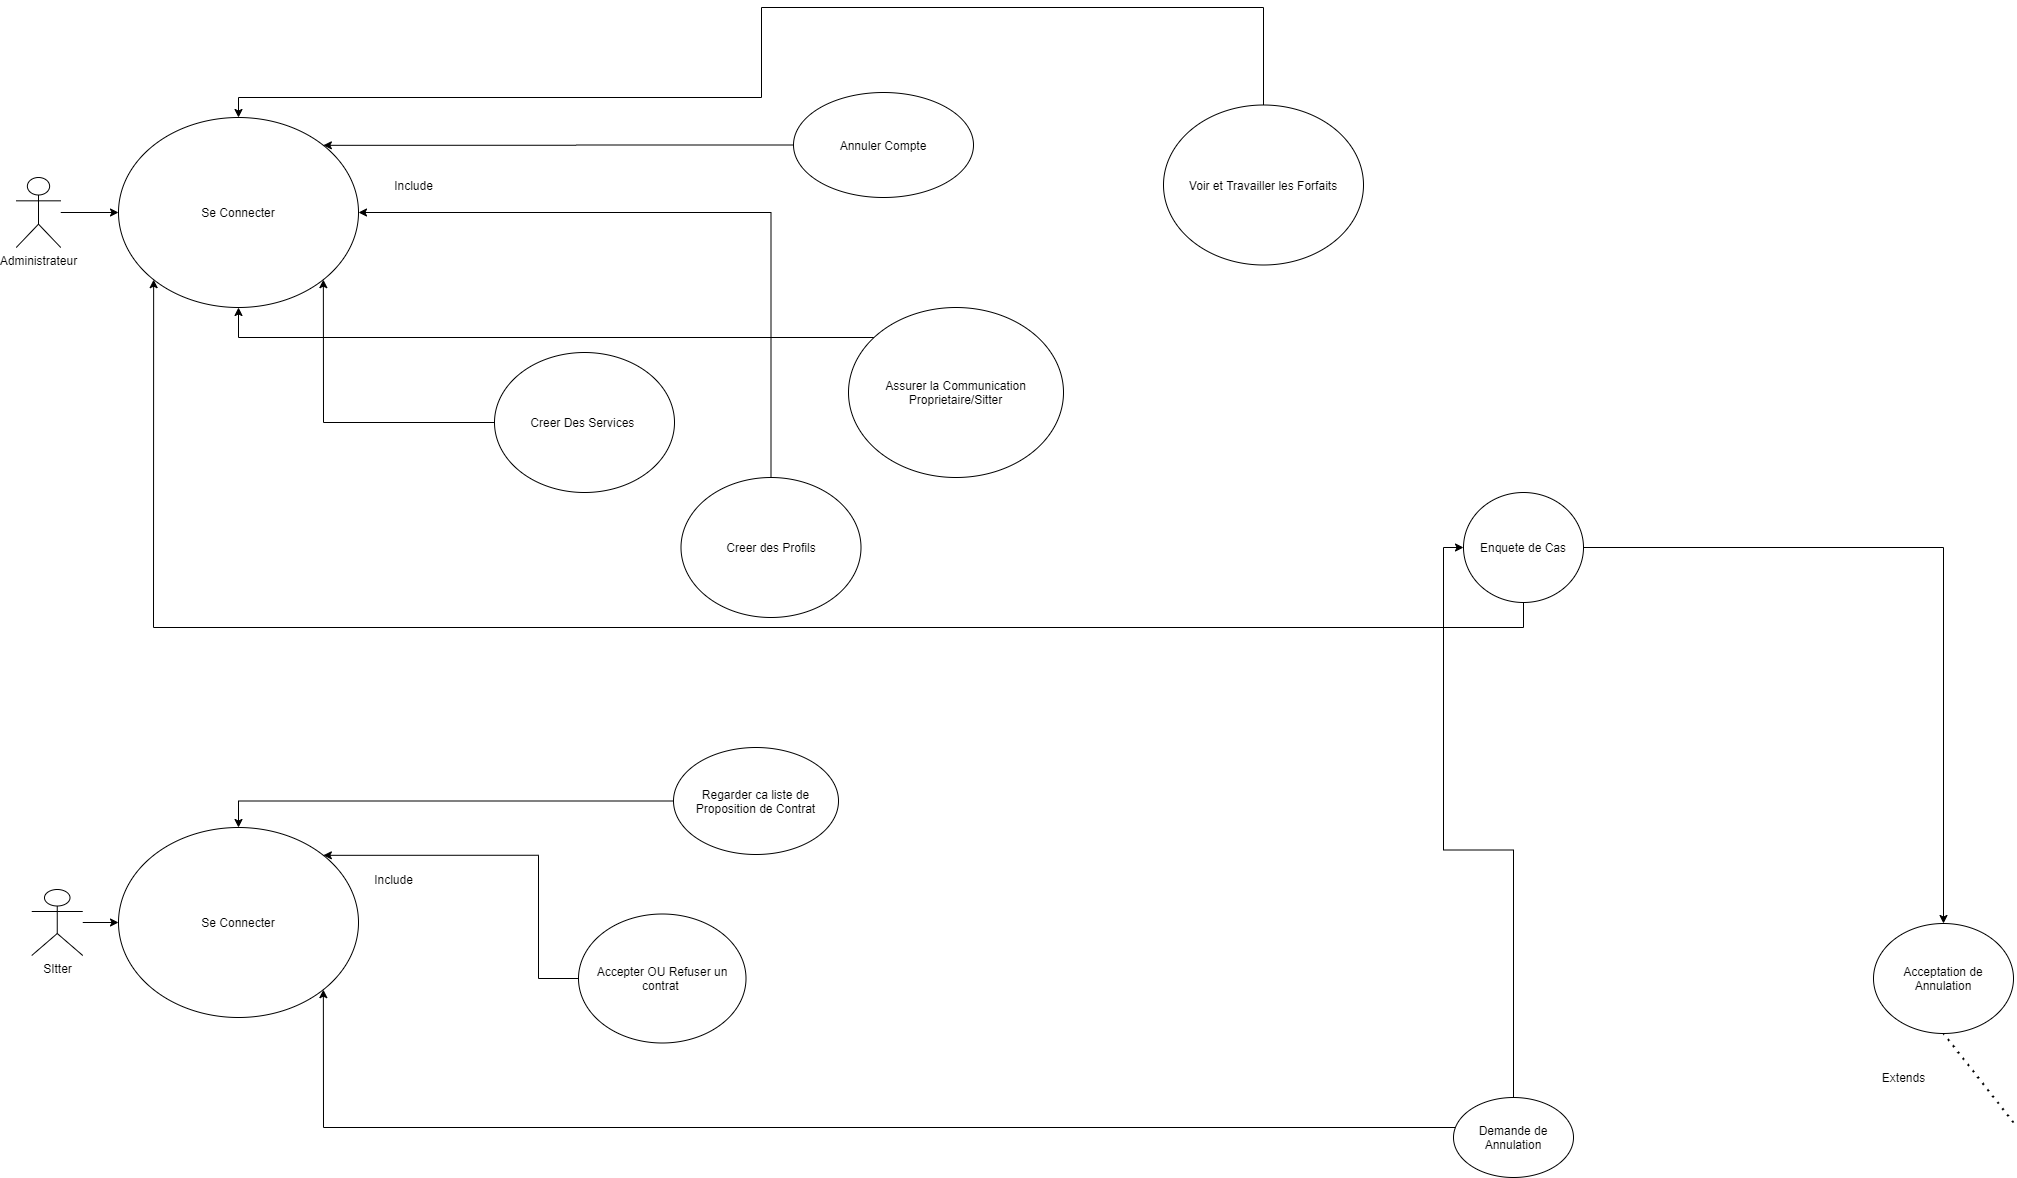 Annuler Compte
Voir et Travailler les Forfaits
Include
Se Connecter
Administrateur
Assurer la Communication
Proprietaire/Sitter
Creer Des Services
Creer des Profils
Enquete de Cas
Regarder ca liste de
Proposition de Contrat
Include
Se Connecter
SItter
Accepter OU Refuser un
contrat
Acceptation de
Annulation
Extends
Demande de
Annulation